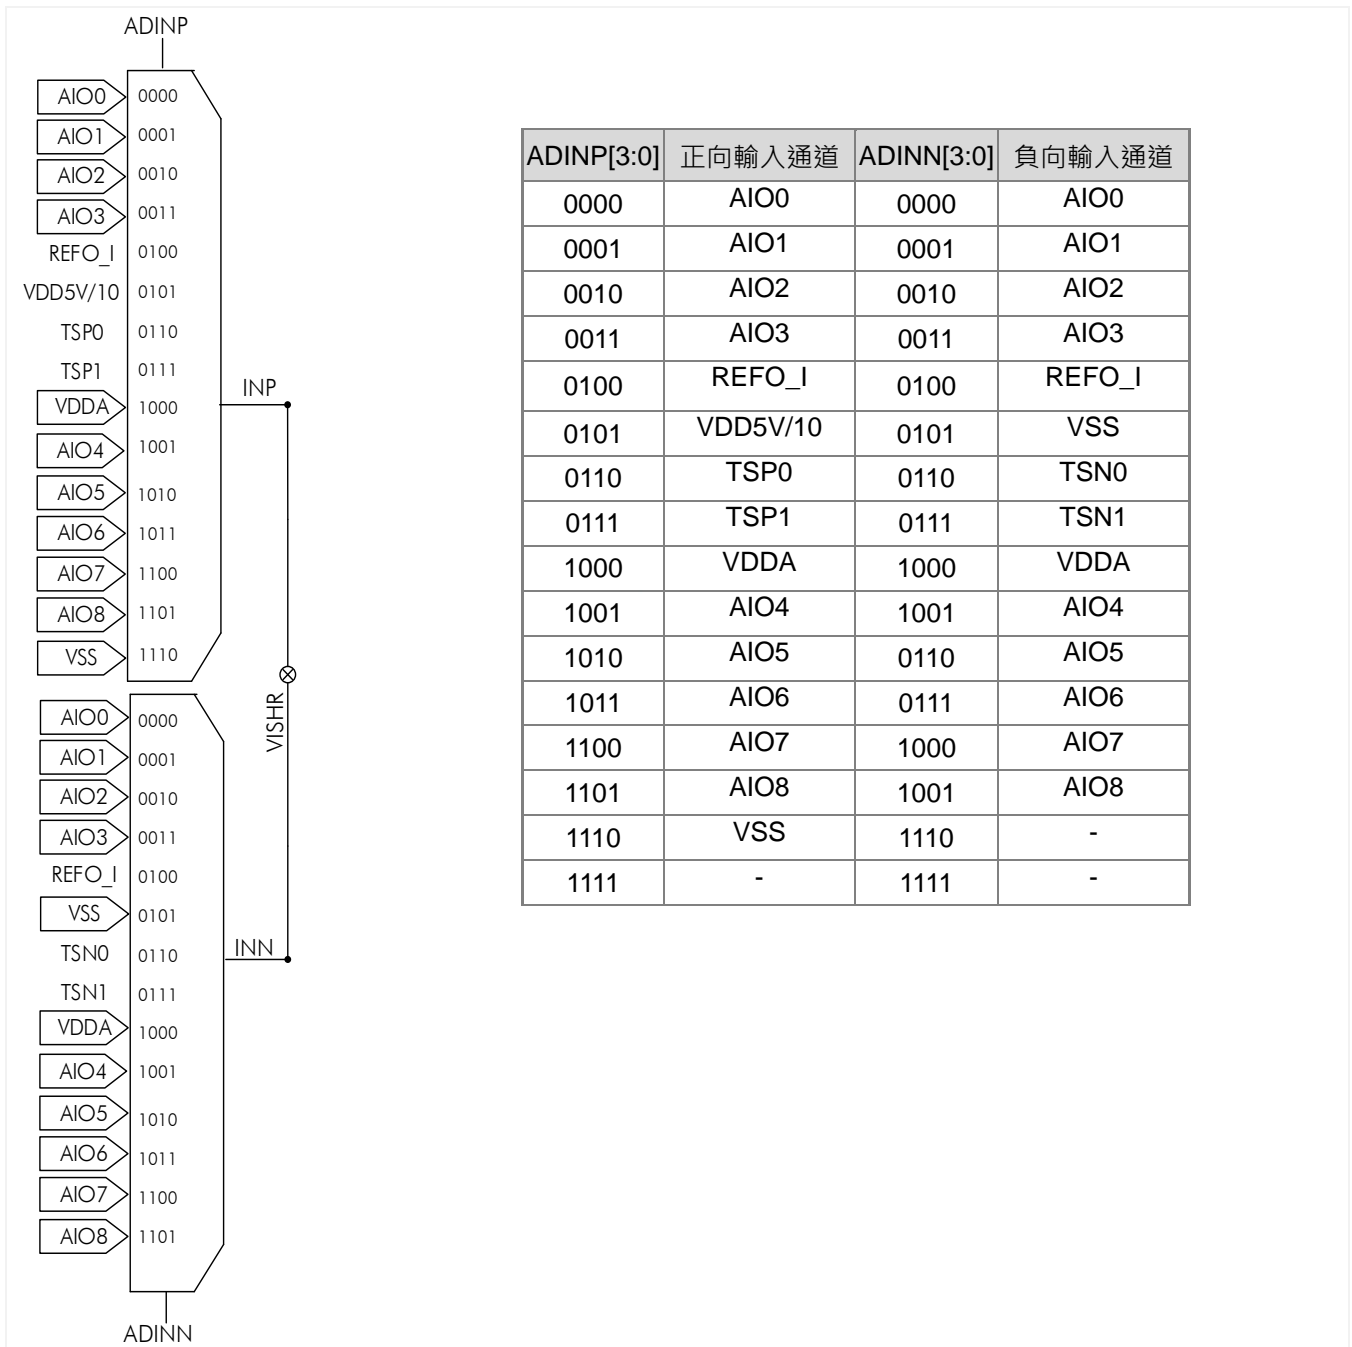 ADINP
AIO0 0000
AIO1 0001
AIO2 0010
AIO3 0011
REFO_I 0100
VDD5V/10 0101
TSP0 0110
TSP1 0111
VDDA 1000
AIO4 1001
AIO5 1010
AIO6 1011
AIO7 1100
AIO8 1101
VSS 1110
INP
VISHR
AIO0 0000
AIO1 0001
AIO2 0010
AIO3 0011
REFO_I 0100
VSS 0101
TSN0 0110
TSN1 0111
VDDA 1000
AIO4 1001
AIO5 1010
AIO6 1011
AIO7 1100
AIO8 1101
INN
ADINN
ADINP[3:0] 正向輸入通道 ADINN[3:0] 負向輸入通道
0000 AIO0 0000 AIO0
0001 AIO1 0001 AIO1
0010 AIO2 0010 AIO2
0011 AIO3 0011 AIO3
0100 REFO_I 0100 REFO_I
0101 VDD5V/10 0101 VSS
0110 TSP0 0110 TSN0
0111 TSP1 0111 TSN1
1000 VDDA 1000 VDDA
1001 AIO4 1001 AIO4
1010 AIO5 0110 AIO5
1011 AIO6 0111 AIO6
1100 AIO7 1000 AIO7
1101 AIO8 1001 AIO8
1110 VSS 1110 -
1111 - 1111 -